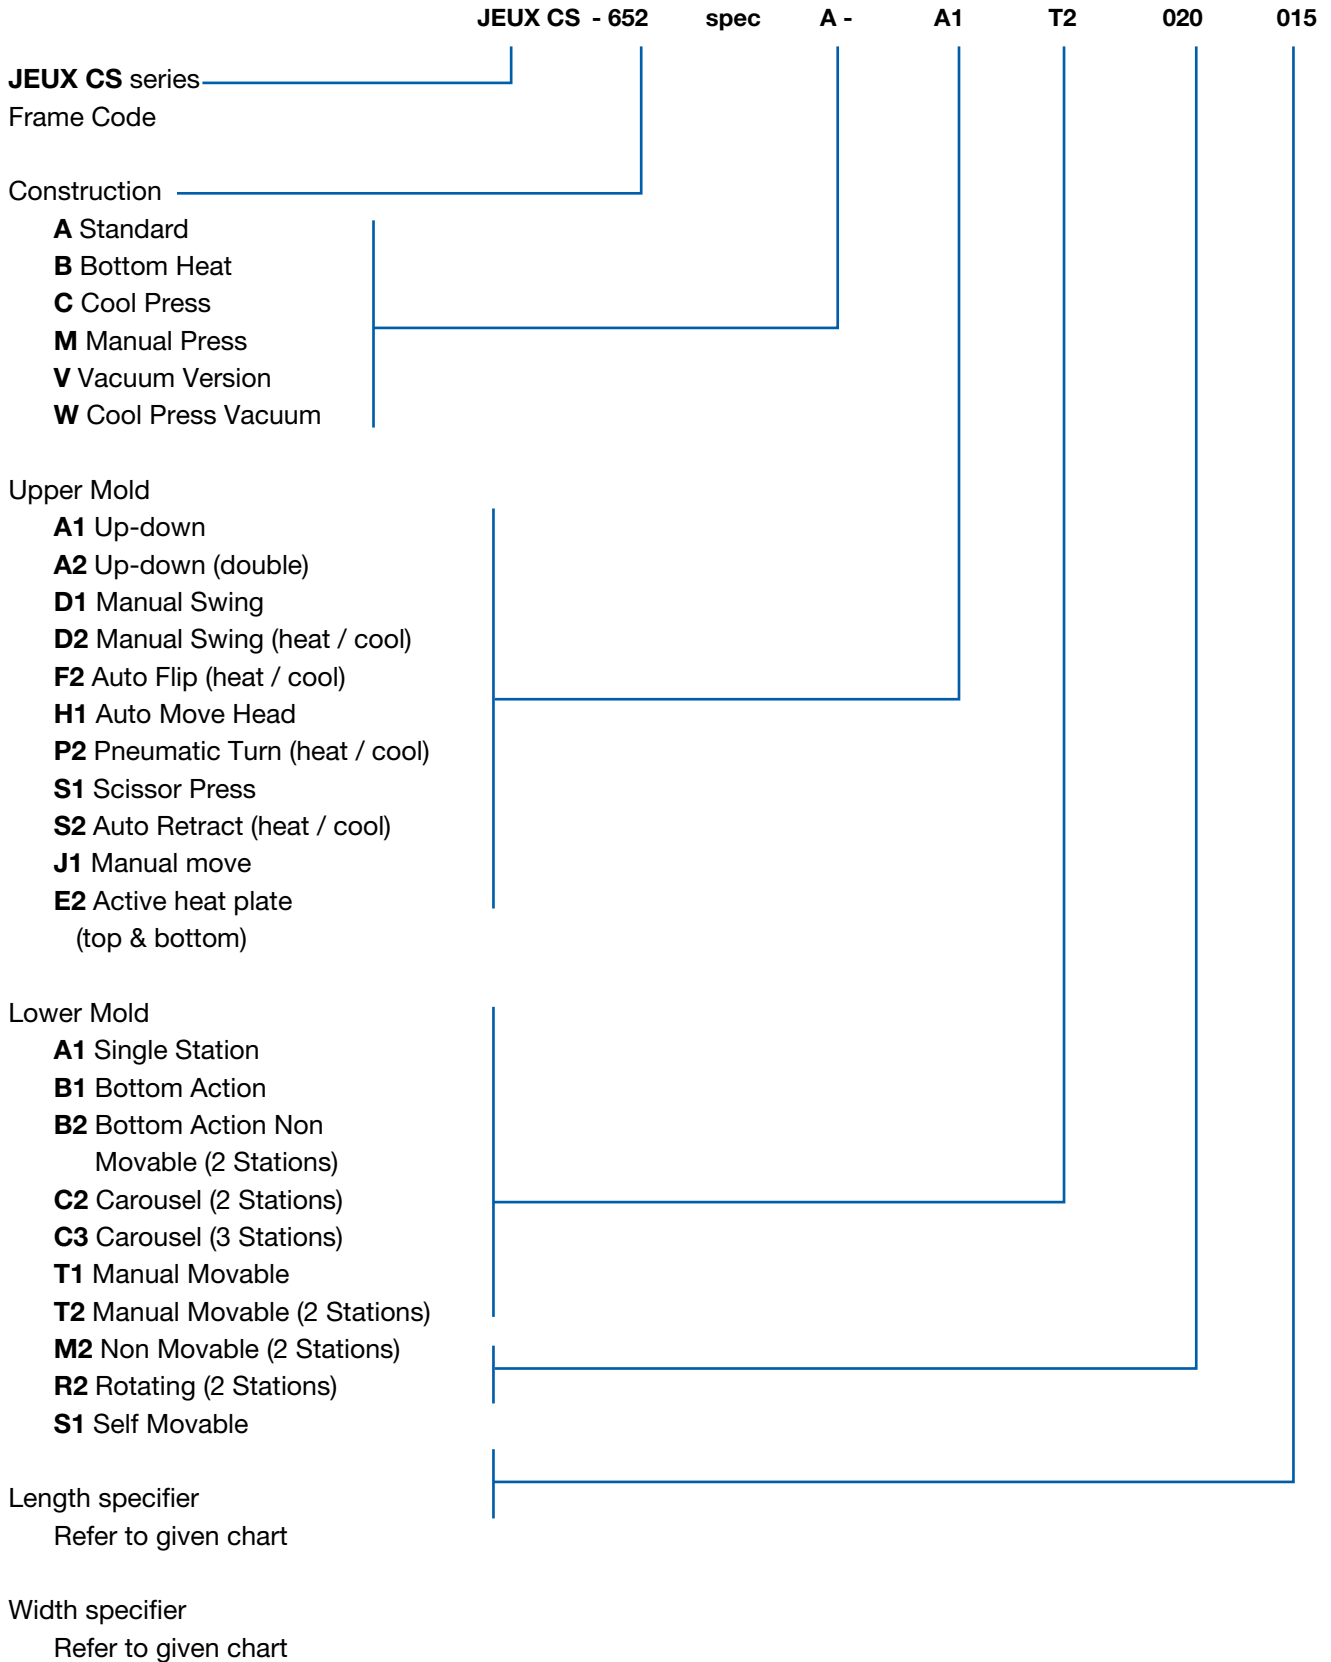 JEUX CS - 652 spec A - A1 T2 020 015
JEUX CS series
Frame Code
Construction
A Standard
B Bottom Heat
C Cool Press
M Manual Press
V Vacuum Version
W Cool Press Vacuum
Upper Mold
A1 Up-down
A2 Up-down (double)
D1 Manual Swing
D2 Manual Swing (heat / cool)
F2 Auto Flip (heat / cool)
H1 Auto Move Head
P2 Pneumatic Turn (heat / cool)
S1 Scissor Press
S2 Auto Retract (heat / cool)
J1 Manual move
E2 Active heat plate
(top & bottom)
Lower Mold
A1 Single Station
B1 Bottom Action
B2 Bottom Action Non
Movable (2 Stations)
C2 Carousel (2 Stations)
C3 Carousel (3 Stations)
T1 Manual Movable
T2 Manual Movable (2 Stations)
M2 Non Movable (2 Stations)
R2 Rotating (2 Stations)
S1 Self Movable
Length specifier
Refer to given chart
Width specifier
Refer to given chart